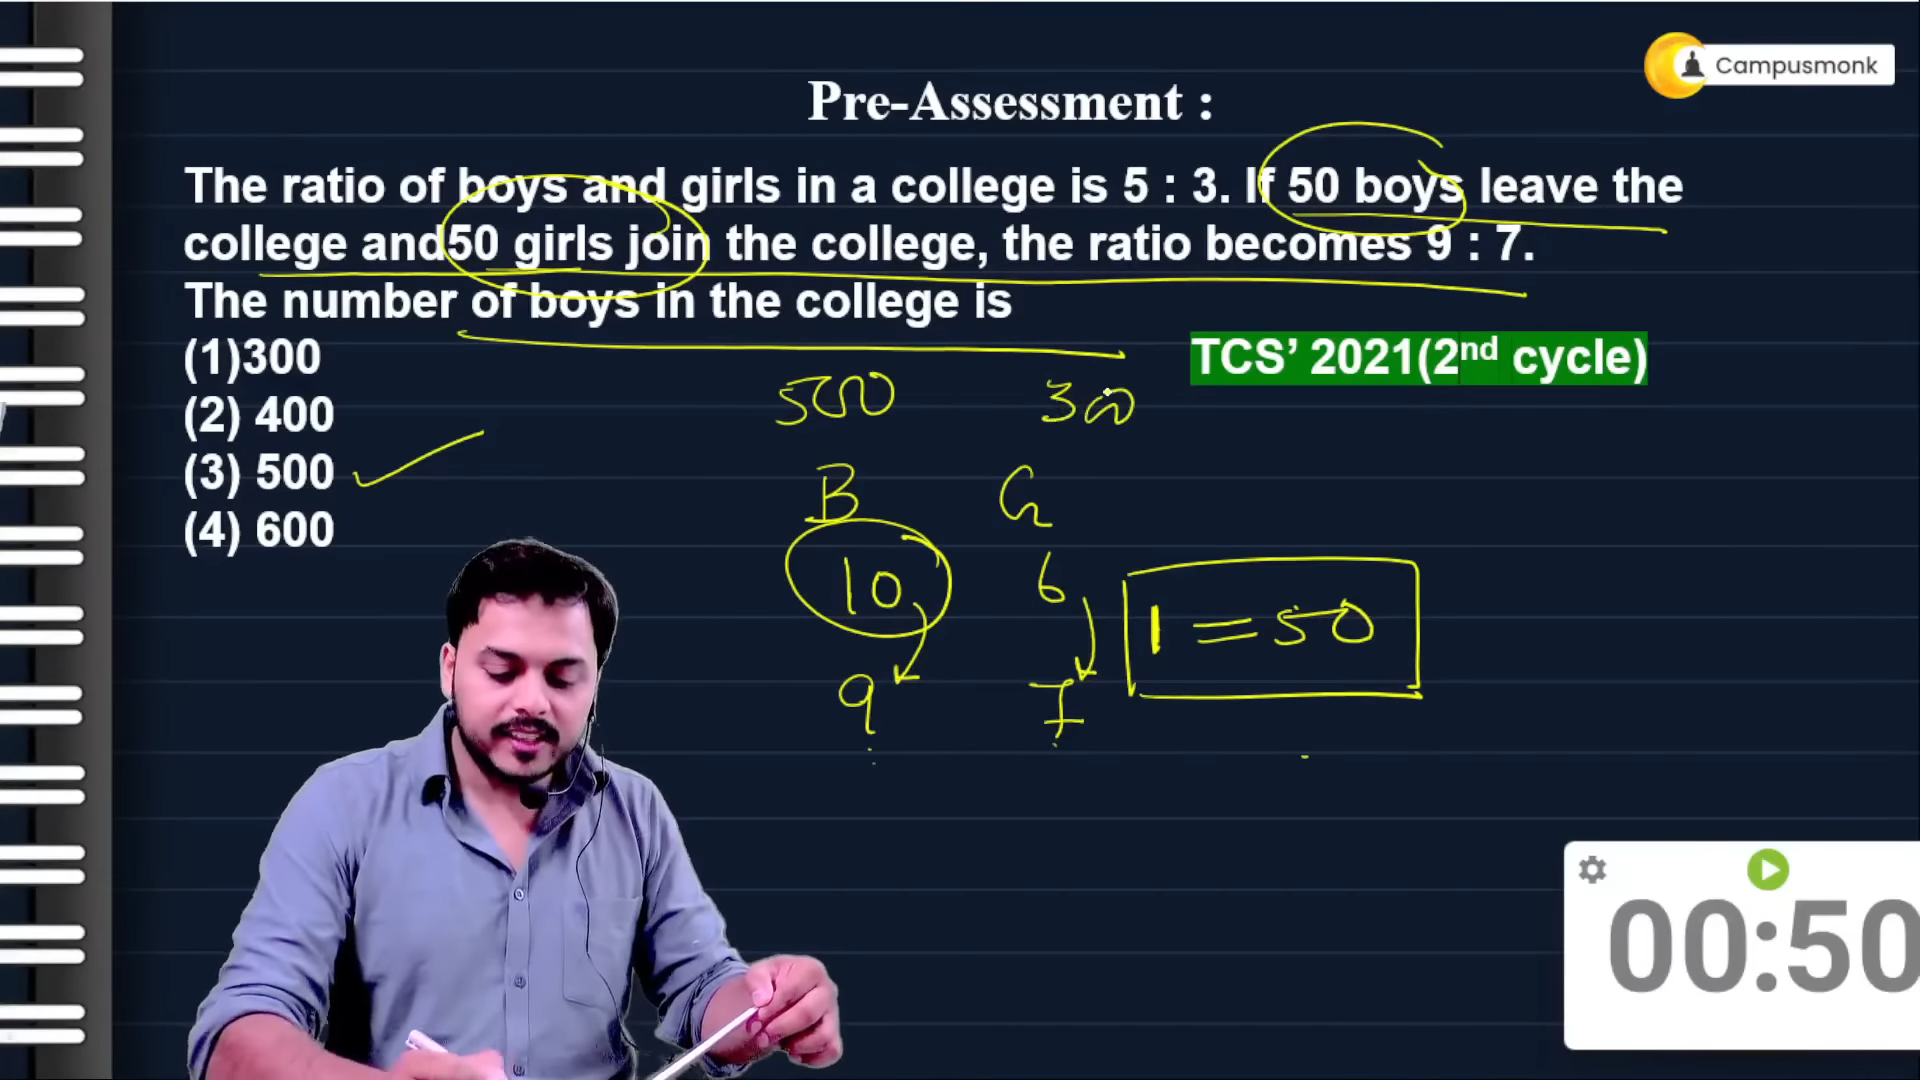 Campusmonk
Pre-Assessment :
The ratio of boys and girls in a college is 5 : 3. If 50 boys leave the
college and50 girls join the college, the ratio becomes 9 : 7.
The number of boys in the college is
(1)300
TCS’ 2021(2nd cycle)
(2) 400
500 300
(3) 500
B G
(4) 600
10 6
1 = 50
9 7
00:50